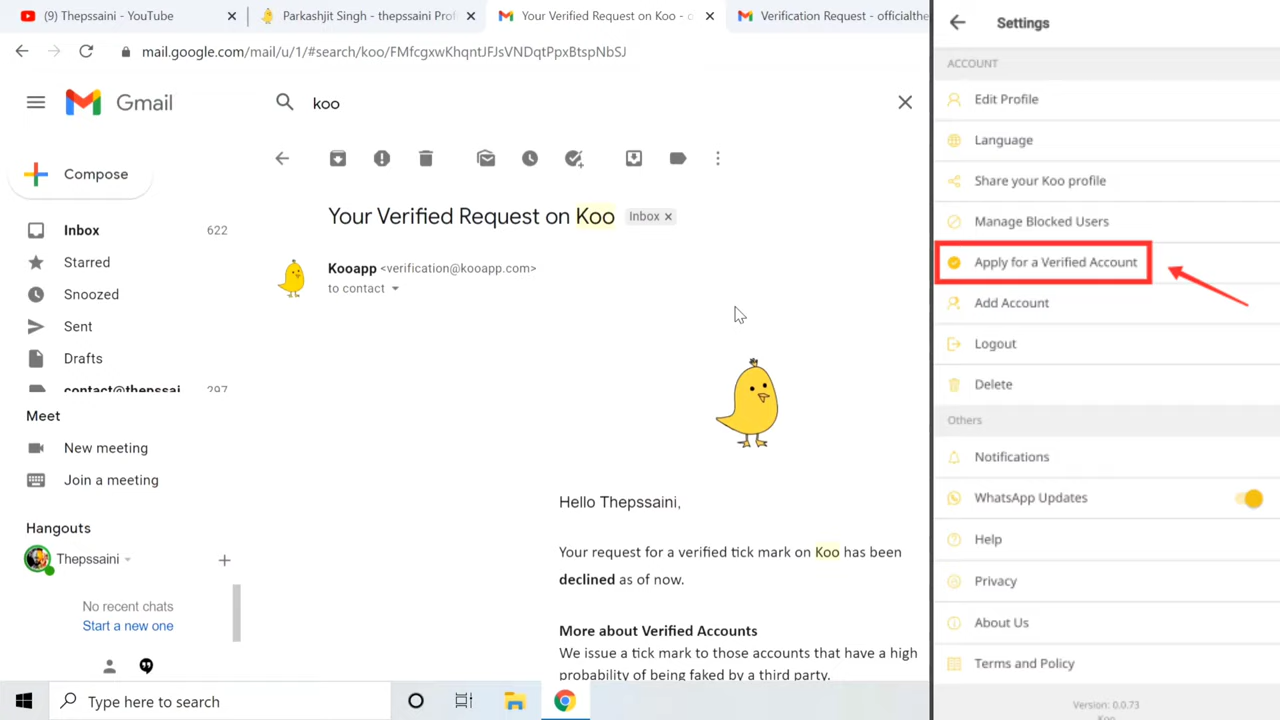 (9) Thepssaini - YouTube
Parkashjit Singh - thepssaini Prof
Your Verified Request on Koo - o
Verification Request - officialthe
mail.google.com/mail/u/1/#search/koo/FMfcgxwKhqntJFJsVNDqtPpxBtspNbSJ
Gmail
koo
Compose
Inbox 622
Starred
Snoozed
Sent
Drafts
contact@thepssai 297
Meet
New meeting
Join a meeting
Hangouts
Thepssaini
No recent chats
Start a new one
Your Verified Request on Koo Inbox
Kooapp <verification@kooapp.com>
to contact
Hello Thepssaini,
Your request for a verified tick mark on Koo has been
declined as of now.
More about Verified Accounts
We issue a tick mark to those accounts that have a high
probability of being faked by a third party.
Type here to search
Settings
ACCOUNT
Edit Profile
Language
Share your Koo profile
Manage Blocked Users
Apply for a Verified Account
Add Account
Logout
Delete
Others
Notifications
WhatsApp Updates
Help
Privacy
About Us
Terms and Policy
Version: 0.0.73
Koo